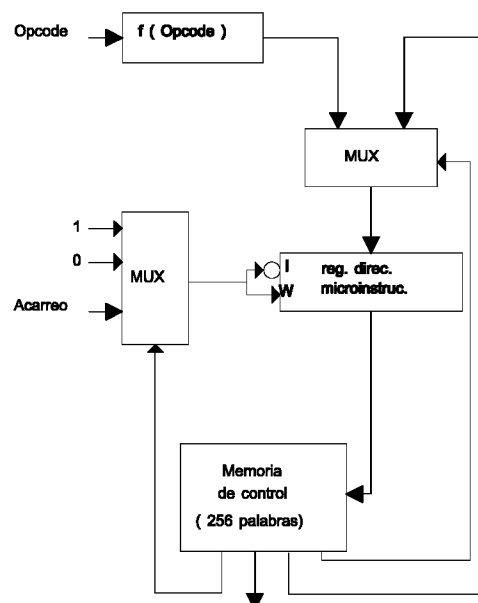 Opcode
f ( Opcode )
MUX
1
0
Acarreo
MUX
I
W
reg. direc.
microinstruc.
Memoria
de control
( 256 palabras)